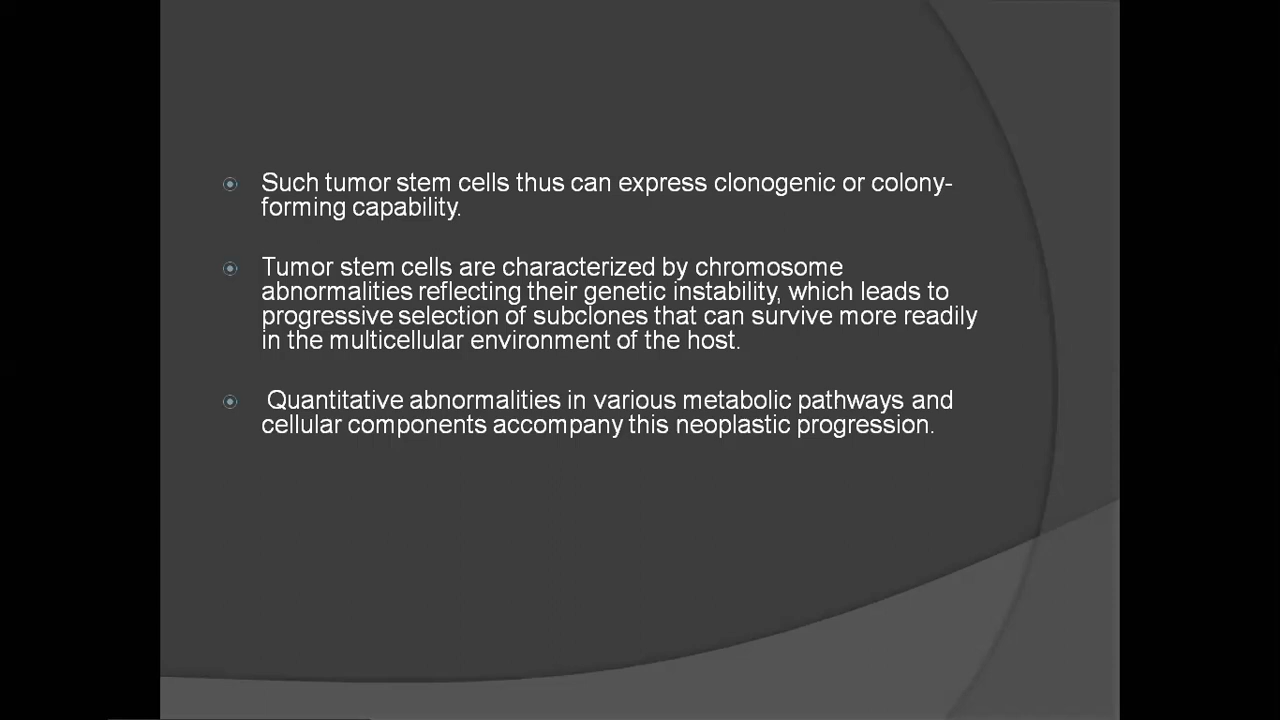 Such tumor stem cells thus can express clonogenic or colony-
forming capability.
Tumor stem cells are characterized by chromosome
abnormalities reflecting their genetic instability, which leads to
progressive selection of subclones that can survive more readily
in the multicellular environment of the host.
Quantitative abnormalities in various metabolic pathways and
cellular components accompany this neoplastic progression.